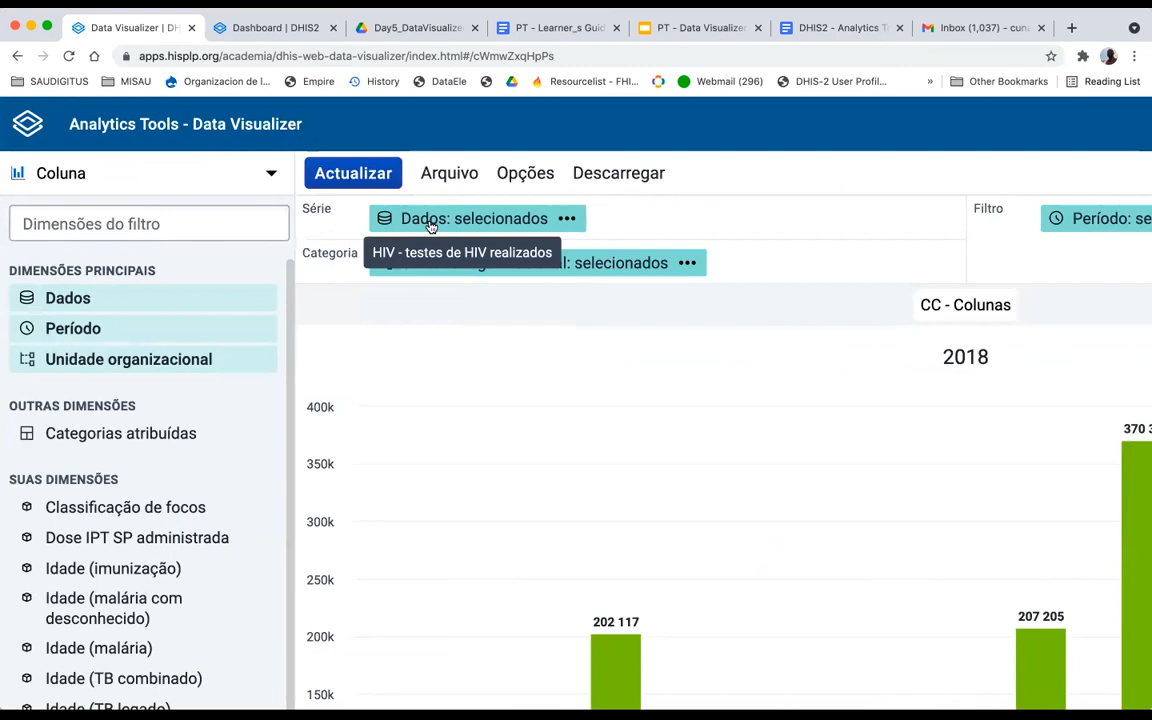 Data Visualizer | DH
Dashboard | DHIS2
Day5_DataVisualize
PT - Learner_s Guid
PT - Data Visualize
DHIS2 - Analytics T
Inbox (1,037) - cuna
apps.hisplp.org/academia/dhis-web-data-visualizer/index.html#/cWmwZxqHpPs
SAUDIGITUS
MISAU
Organizacion de I...
Empire
History
DataEle
Resourcelist - FHI...
Webmail (296)
DHIS-2 User Profil...
»
Other Bookmarks
Reading List
Analytics Tools - Data Visualizer
Coluna
Actualizar
Arquivo
Opções
Descarregar
Dimensões do filtro
Série
Dados: selecionados
Filtro
Período: se
HIV - testes de HIV realizados
Categoria
l: selecionados
DIMENSÕES PRINCIPAIS
Dados
Período
Unidade organizacional
OUTRAS DIMENSÕES
Categorias atribuídas
SUAS DIMENSÕES
Classificação de focos
Dose IPT SP administrada
Idade (imunização)
Idade (malária com
desconhecido)
Idade (malária)
Idade (TB combinado)
Idade (TB legado)
CC - Colunas
2018
400k
370 3
350k
300k
250k
202 117
207 205
200k
150k